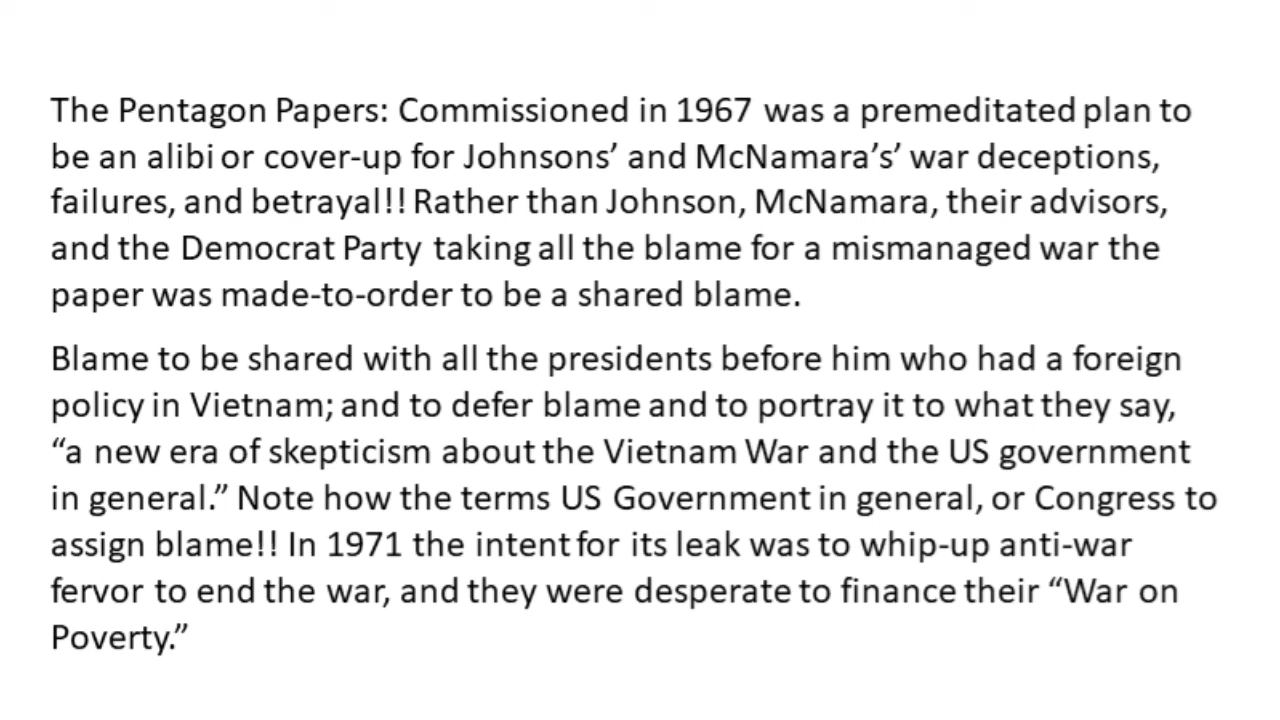 The Pentagon Papers: Commissioned in 1967 was a premeditated plan to
be an alibi or cover-up for Johnsons’ and McNamara’s’ war deceptions,
failures, and betrayal!! Rather than Johnson, McNamara, their advisors,
and the Democrat Party taking all the blame for a mismanaged war the
paper was made-to-order to be a shared blame.
Blame to be shared with all the presidents before him who had a foreign
policy in Vietnam; and to defer blame and to portray it to what they say,
“a new era of skepticism about the Vietnam War and the US government
in general.” Note how the terms US Government in general, or Congress to
assign blame!! In 1971 the intent for its leak was to whip-up anti-war
fervor to end the war, and they were desperate to finance their “War on
Poverty.”